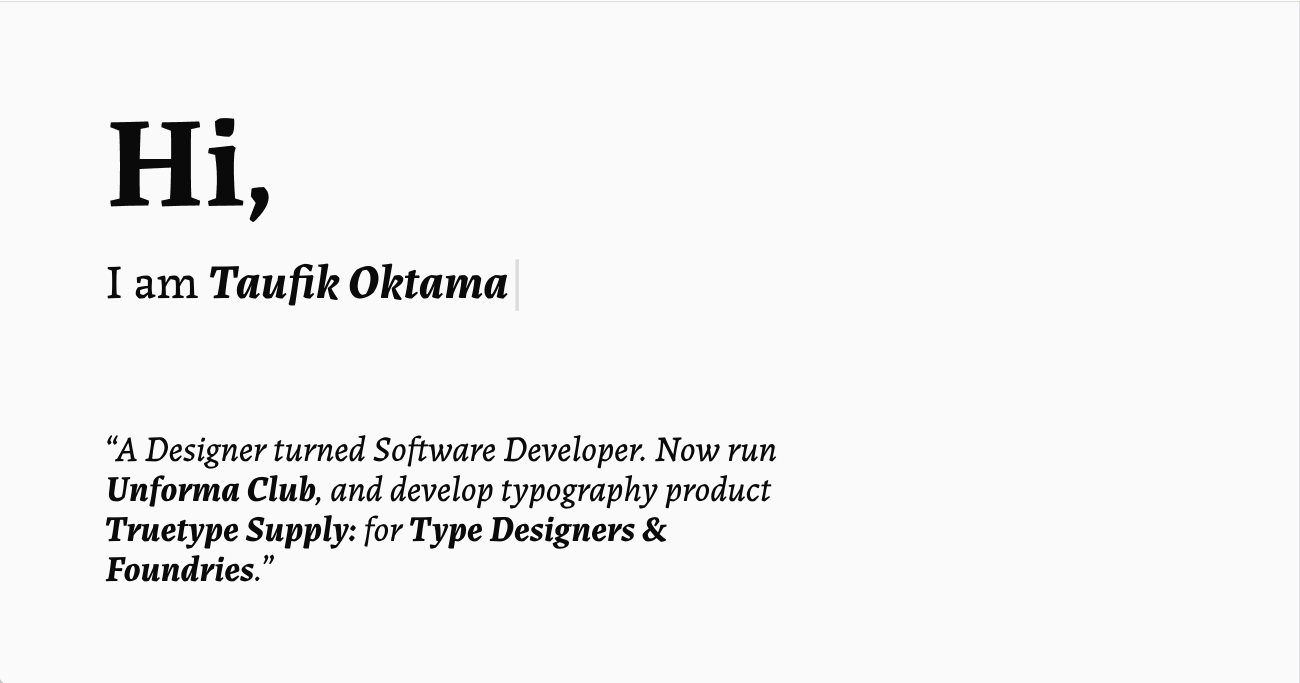 Hi,
I am Taufik Oktama
“A Designer turned Software Developer. Now run
Unforma Club, and develop typography product
Truetype Supply: for Type Designers &
Foundries.”